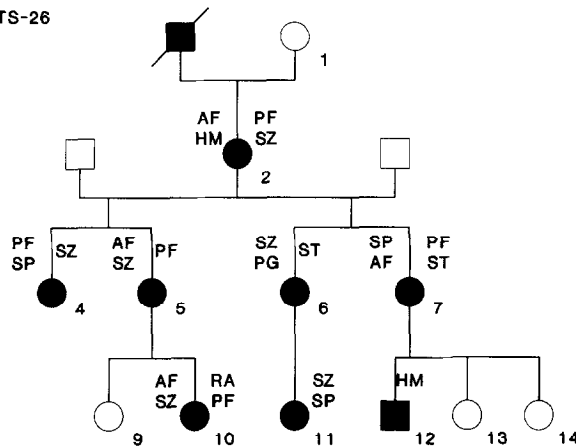 TS-26
1
AF PF
HM SZ
2
PF SZ AF PF
SP SZ
SZ ST SP PF
PG AF ST
4 5 6 7
AF RA SZ HM
SZ PF SP
9 10 11 12 13 14